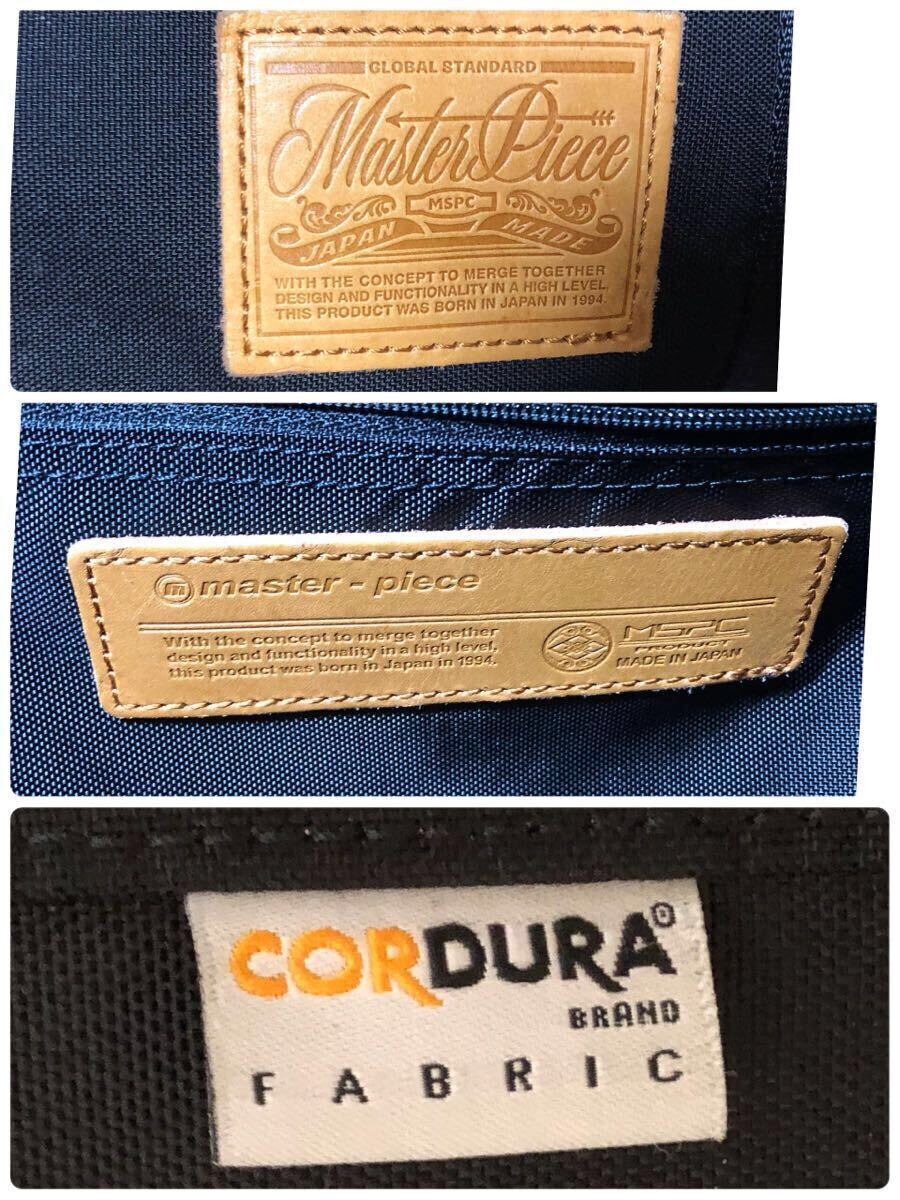 GLOBAL STANDARD
Master Piece
MSPC
JAPAN MADE
WITH THE CONCEPT TO MERGE TOGETHER
DESIGN AND FUNCTIONALITY IN A HIGH LEVEL,
THIS PRODUCT WAS BORN IN JAPAN IN 1994.
m master - piece
With the concept to merge together
design and functionality in a high level,
this product was born in Japan in 1994.
MSPC
PRODUCT
MADE IN JAPAN
CORDURA®
BRAND
FABRIC